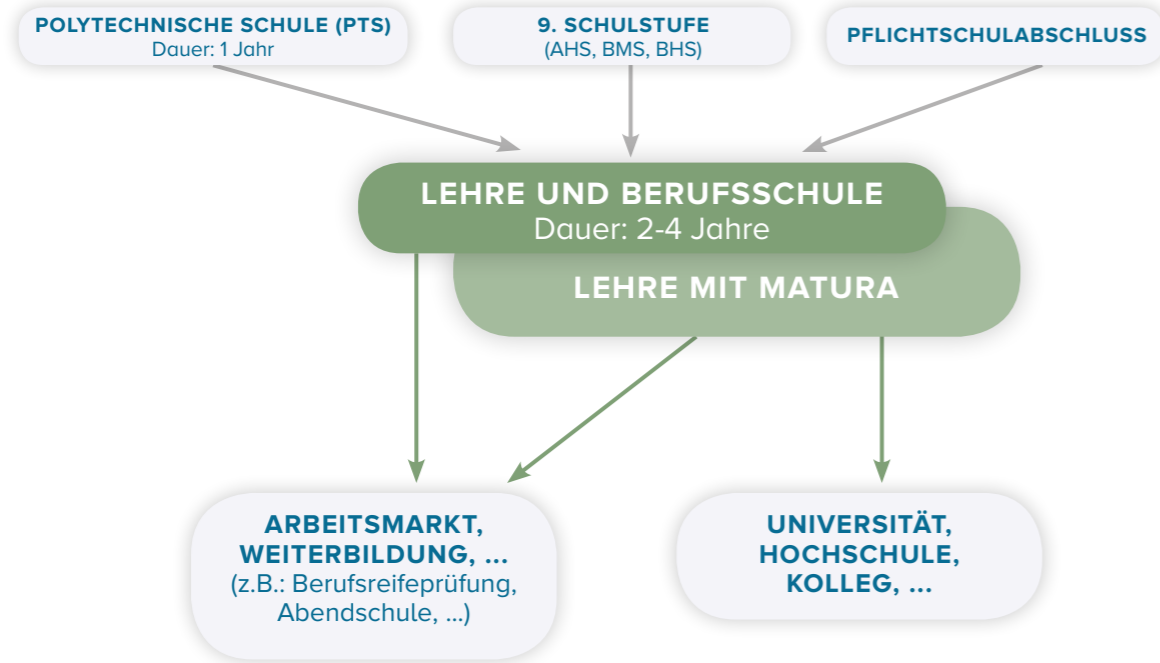 POLYTECHNISCHE SCHULE (PTS)
Dauer: 1 Jahr
9. SCHULSTUFE
(AHS, BMS, BHS)
PFLICHTSCHULABSCHLUSS
LEHRE UND BERUFSSCHULE
Dauer: 2-4 Jahre
LEHRE MIT MATURA
ARBEITSMARKT,
WEITERBILDUNG, ...
(z.B.: Berufsreifeprüfung,
Abendschule, ...)
UNIVERSITÄT,
HOCHSCHULE,
KOLLEG, ...